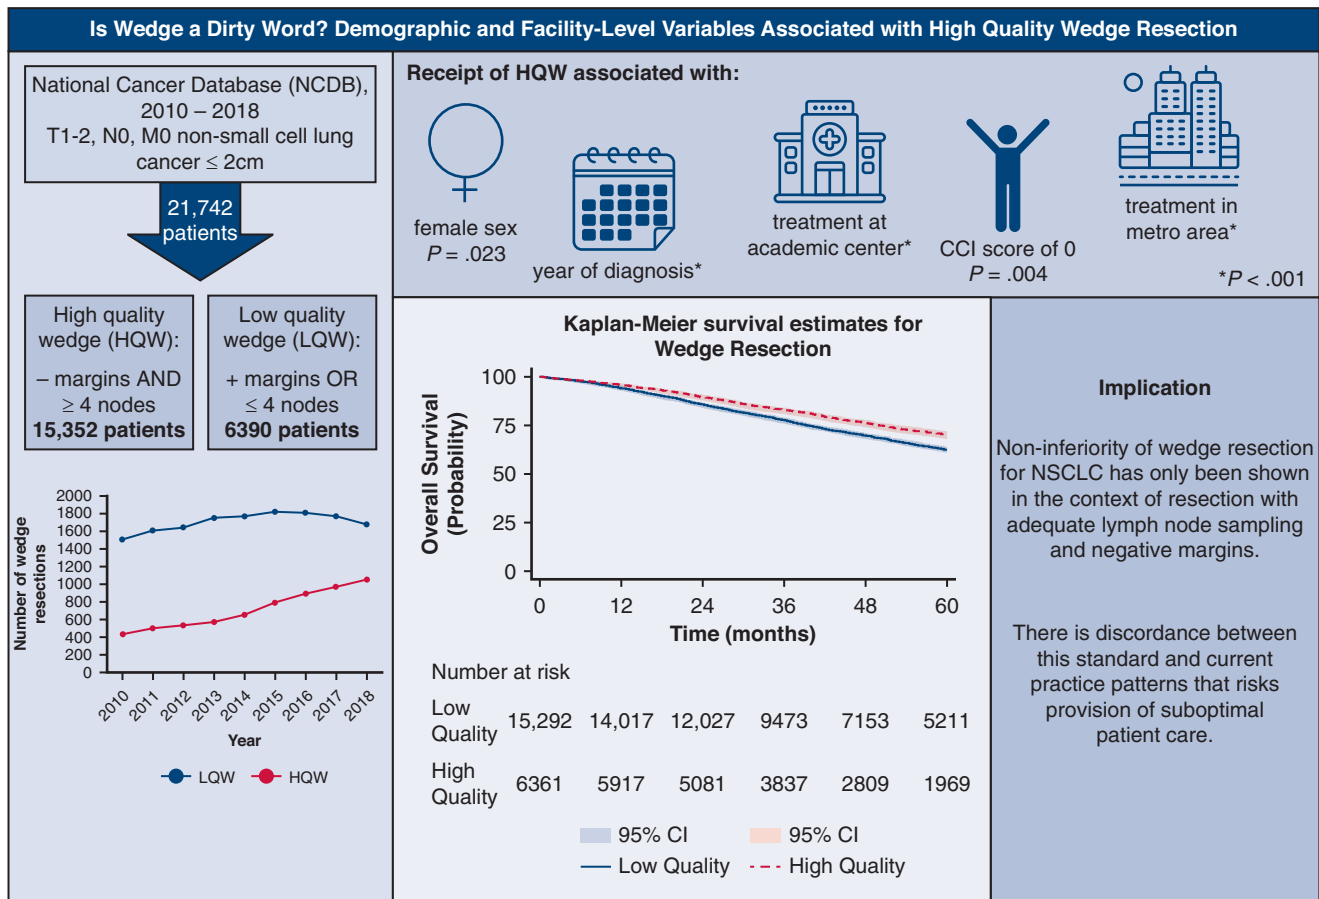 Is Wedge a Dirty Word? Demographic and Facility-Level Variables Associated with High Quality Wedge Resection
National Cancer Database (NCDB),
2010 – 2018
T1-2, N0, M0 non-small cell lung
cancer ≤ 2cm
21,742
patients
High quality
wedge (HQW):
– margins AND
≥ 4 nodes
15,352 patients
Low quality
wedge (LQW):
+ margins OR
≤ 4 nodes
6390 patients
Number of wedge
resections
2000
1800
1600
1400
1200
1000
800
600
400
200
0
2010
2011
2012
2013
2014
2015
2016
2017
2018
Year
LQW
HQW
Receipt of HQW associated with:
female sex
P = .023
year of diagnosis*
treatment at
academic center*
CCI score of 0
P = .004
treatment in
metro area*
*P < .001
Kaplan-Meier survival estimates for
Wedge Resection
Overall Survival
(Probability)
100
75
50
25
0
0 12 24 36 48 60
Time (months)
Number at risk
Low
Quality 15,292 14,017 12,027 9473 7153 5211
High
Quality 6361 5917 5081 3837 2809 1969
95% CI 95% CI
Low Quality High Quality
Implication
Non-inferiority of wedge resection
for NSCLC has only been shown
in the context of resection with
adequate lymph node sampling
and negative margins.
There is discordance between
this standard and current
practice patterns that risks
provision of suboptimal
patient care.